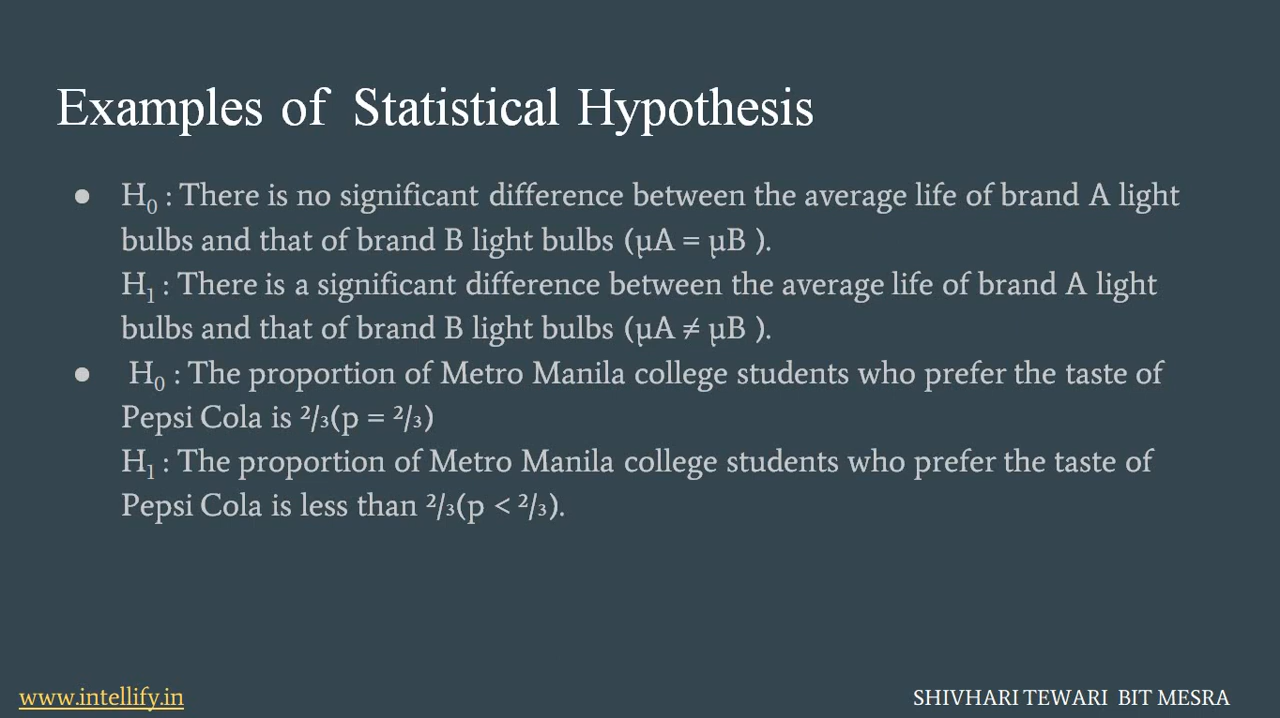 Examples of Statistical Hypothesis
● H₀ : There is no significant difference between the average life of brand A light
bulbs and that of brand B light bulbs (µA = µB ).
H₁ : There is a significant difference between the average life of brand A light
bulbs and that of brand B light bulbs (µA ≠ µB ).
● H₀ : The proportion of Metro Manila college students who prefer the taste of
Pepsi Cola is ²/₃(p = ²/₃)
H₁ : The proportion of Metro Manila college students who prefer the taste of
Pepsi Cola is less than ²/₃(p < ²/₃).
www.intellify.in
SHIVHARI TEWARI BIT MESRA